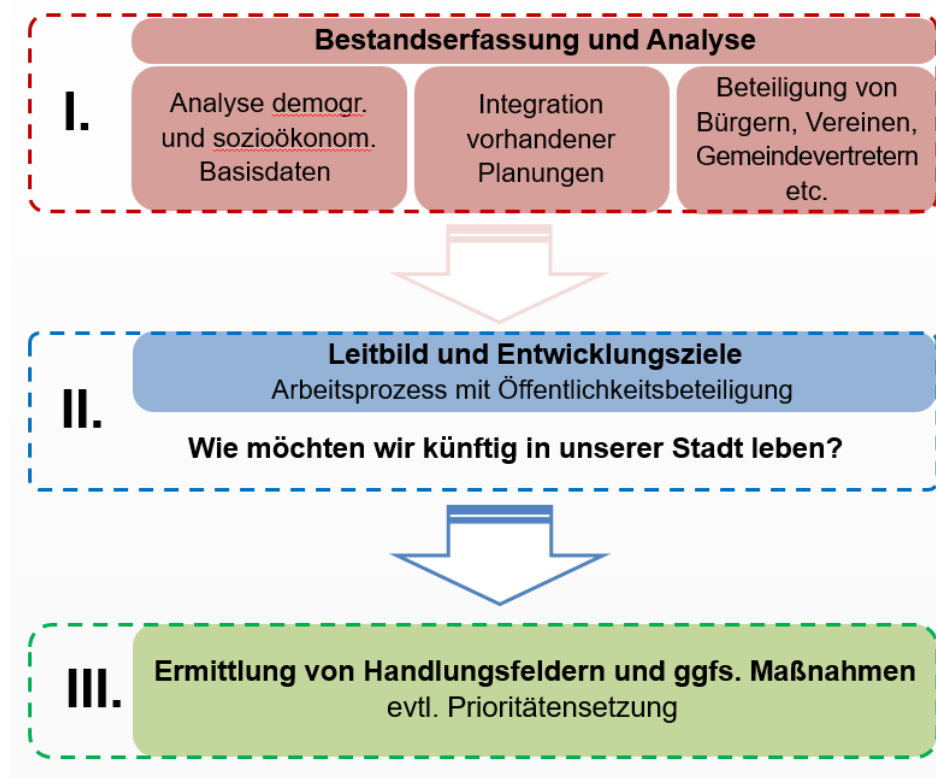 Bestandserfassung und Analyse
I.
Analyse demogr.
und sozioökonom.
Basisdaten
Integration
vorhandener
Planungen
Beteiligung von
Bürgern, Vereinen,
Gemeindevertretern
etc.
Leitbild und Entwicklungsziele
Arbeitsprozess mit Öffentlichkeitsbeteiligung
II.
Wie möchten wir künftig in unserer Stadt leben?
III.
Ermittlung von Handlungsfeldern und ggfs. Maßnahmen
evtl. Prioritätensetzung